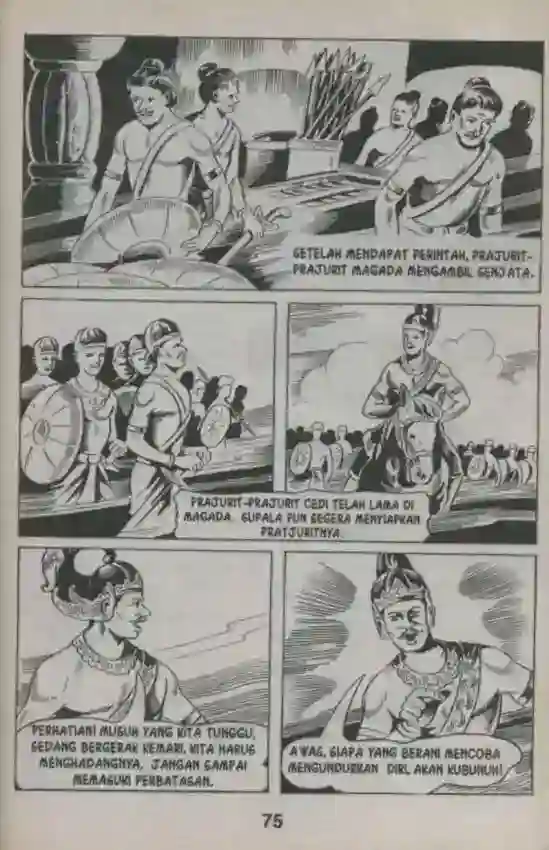 SETELAH MENDAPAT PERINTAH, PRAJURIT-
PRAJURIT MAGADA MENGAMBIL SENJATA.
PRAJURIT-PRAJURIT CEDI TELAH LAMA DI
MAGADA. SUPALA PUN SEGERA MENYIAPKAN
PRATJURITNYA.
PERHATIAN! MUSUH YANG KITA TUNGGU,
SEDANG BERGERAK KEMARI. KITA HARUS
MENGHADANGNYA. JANGAN SAMPAI
MEMASUKI PERBATASAN.
AWAS, SIAPA YANG BERANI MENCOBA
MENGUNDURKAN DIRI, AKAN KUBUNUH!
75